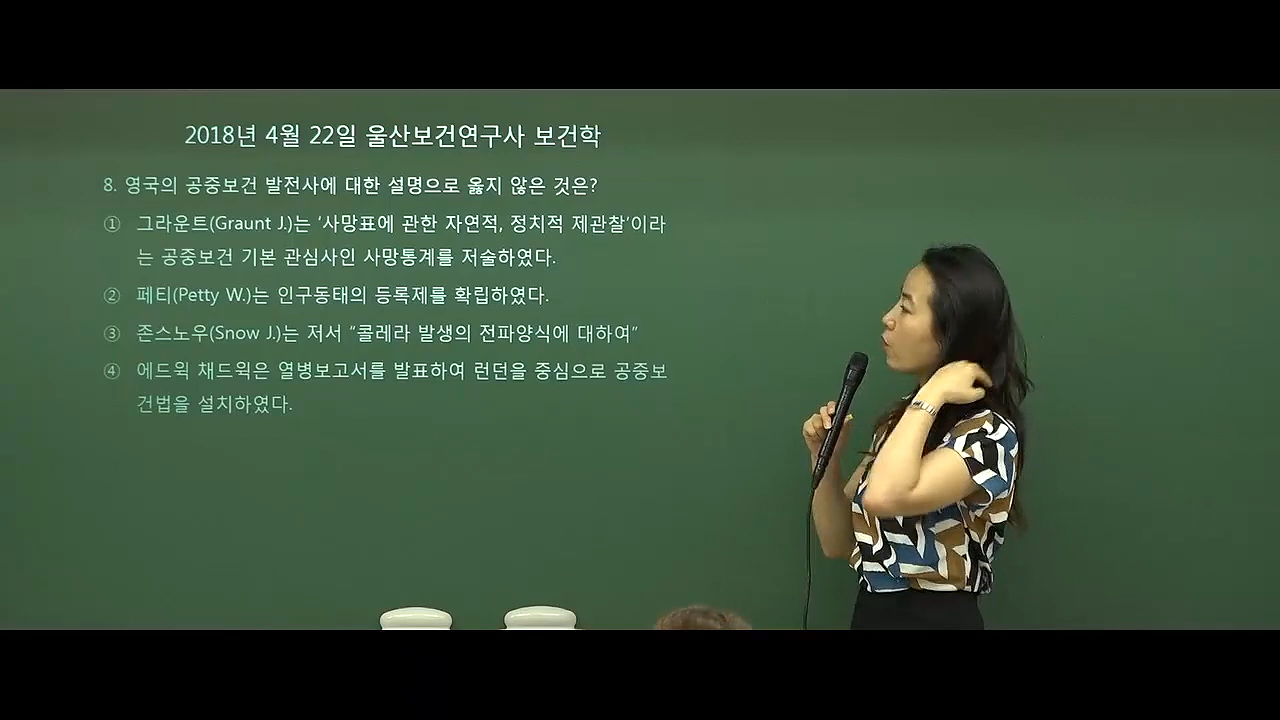 2018년 4월 22일 울산보건연구사 보건학
8. 영국의 공중보건 발전사에 대한 설명으로 옳지 않은 것은?
① 그라운트(Graunt J.)는 '사망표에 관한 자연적, 정치적 제관찰'이라
는 공중보건 기본 관심사인 사망통계를 저술하였다.
② 페티(Petty W.)는 인구동태의 등록제를 확립하였다.
③ 존스노우(Snow J.)는 저서 "콜레라 발생의 전파양식에 대하여"
④ 에드윅 채드윅은 열병보고서를 발표하여 런던을 중심으로 공중보
건법을 설치하였다.